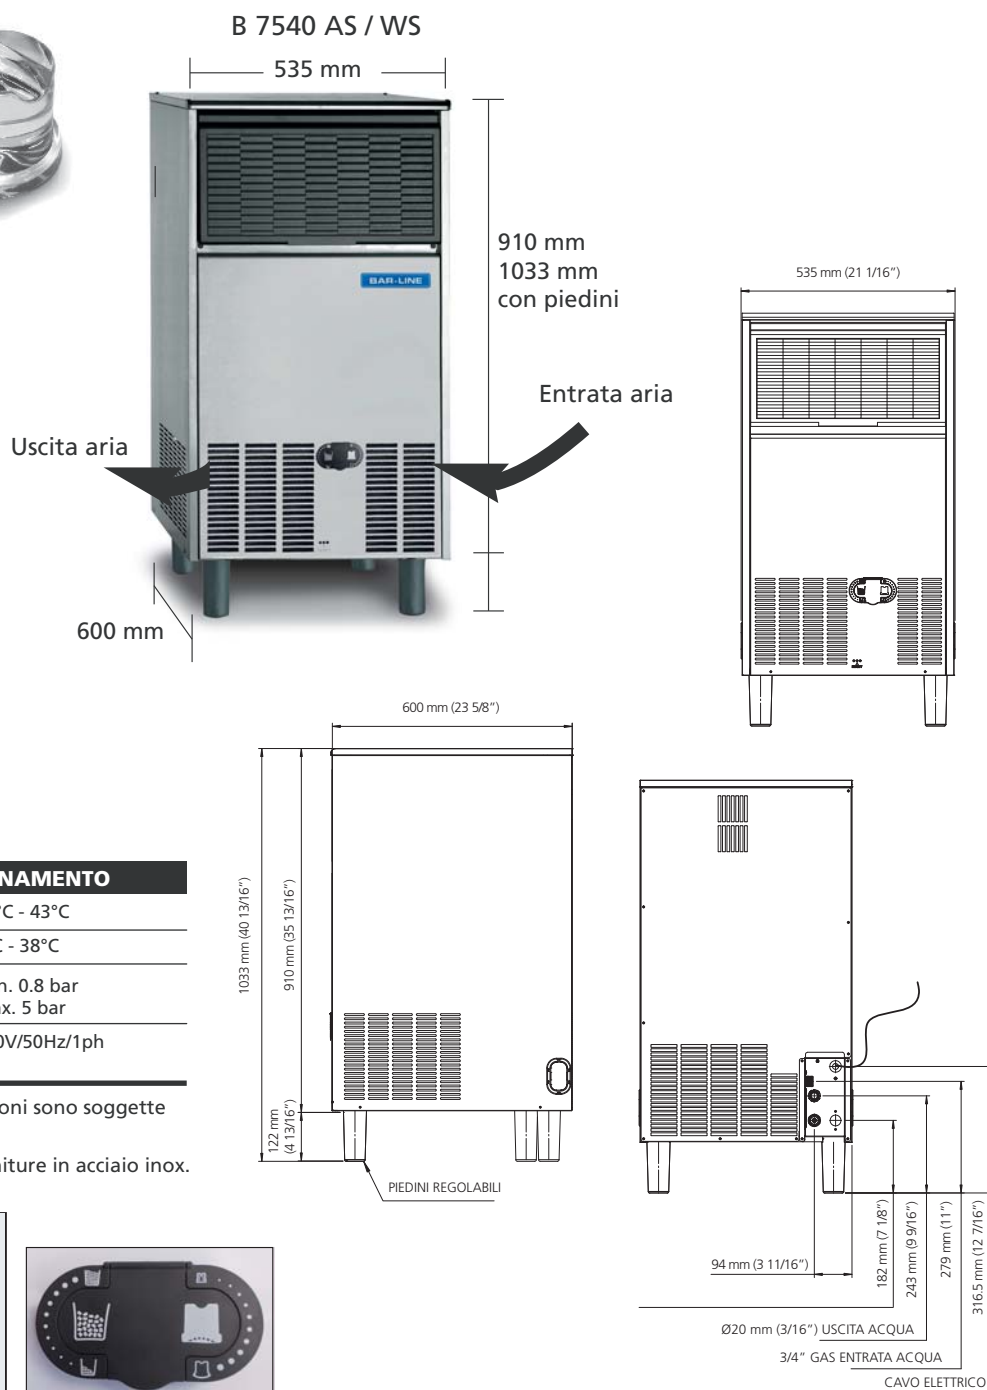 B 7540 AS / WS
535 mm
910 mm
1033 mm
con piedini
BAR-LINE
Entrata aria
Uscita aria
600 mm
535 mm (21 1/16”)
600 mm (23 5/8”)
1033 mm (40 13/16”)
910 mm (35 13/16”)
122 mm
(4 13/16”)
PIEDINI REGOLABILI
NAMENTO
°C - 43°C
- 38°C
0.8 bar
5 bar
0V/50Hz/1ph
oni sono soggette
niture in acciaio inox.
94 mm (3 11/16”)
182 mm (7 1/8”)
243 mm (9 9/16”)
279 mm (11”)
316.5 mm (12 7/16”)
Ø20 mm (3/16”) USCITA ACQUA
3/4” GAS ENTRATA ACQUA
CAVO ELETTRICO